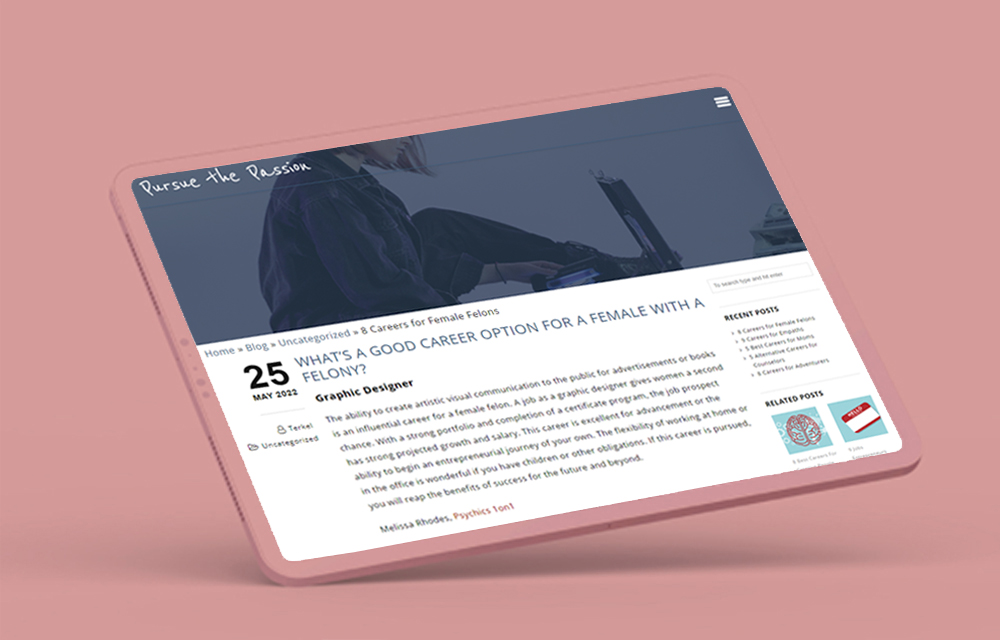 Pursue the Passion
Home » Blog » Uncategorized » 8 Careers for Female Felons
25
MAY 2022
Terkel
Uncategorized
WHAT'S A GOOD CAREER OPTION FOR A FEMALE WITH A
FELONY?
Graphic Designer
The ability to create artistic visual communication to the public for advertisements or books
is an influential career for a female felon. A job as a graphic designer gives women a second
chance. With a strong portfolio and completion of a certificate program, the job prospect
has strong projected growth and salary. This career is excellent for advancement or the
ability to begin an entrepreneurial journey of your own. The flexibility of working at home or
in the office is wonderful if you have children or other obligations. If this career is pursued,
you will reap the benefits of success for the future and beyond.
Melissa Rhodes, Psychics 1on1
To search type and hit enter
RECENT POSTS
8 Careers for Female Felons
9 Careers for Empaths
5 Best Careers for Moms
5 Alternative Careers for
Counselors
8 Careers for Adventurers
RELATED POSTS
HELLO
9 Best Careers For
9 Jobs